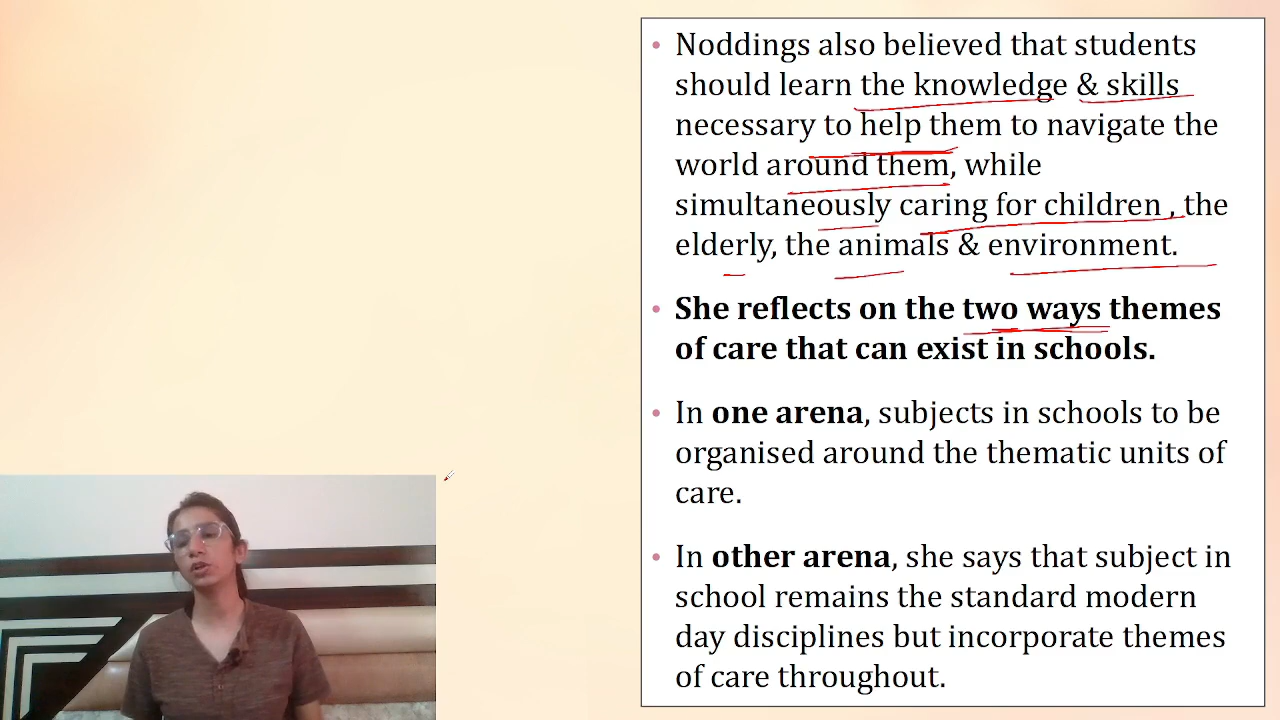 • Noddings also believed that students
should learn the knowledge & skills
necessary to help them to navigate the
world around them, while
simultaneously caring for children , the
elderly, the animals & environment.
• She reflects on the two ways themes
of care that can exist in schools.
• In one arena, subjects in schools to be
organised around the thematic units of
care.
• In other arena, she says that subject in
school remains the standard modern
day disciplines but incorporate themes
of care throughout.